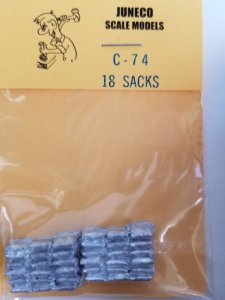 JUNECO
SCALE MODELS
C-74
18 SACKS